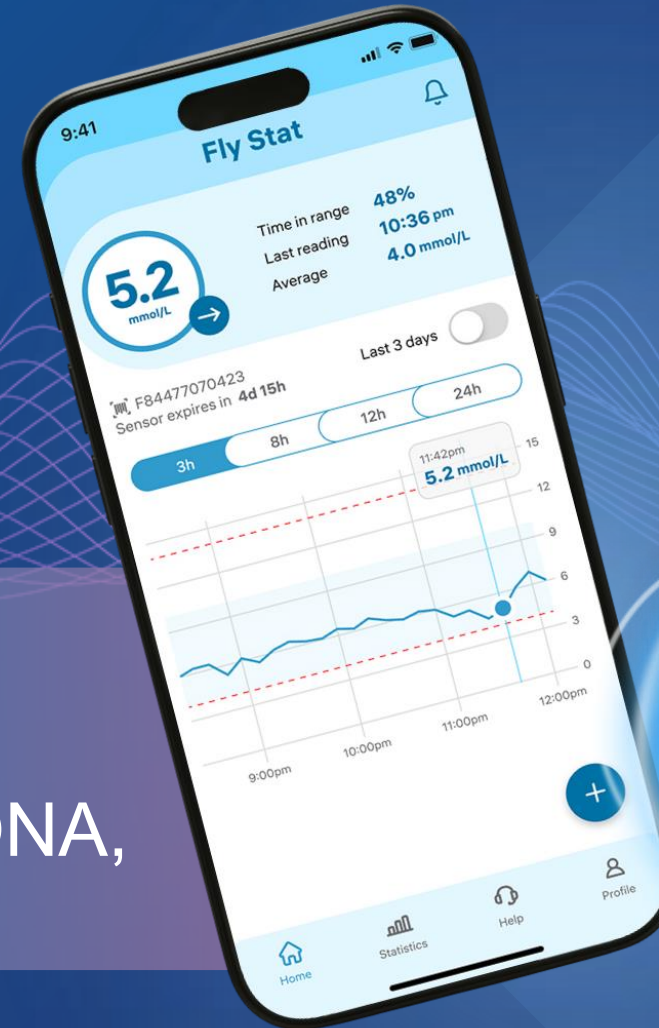 9:41
Fly Stat
5.2
mmol/L
Time in range 48%
Last reading 10:36 pm
Average 4.0 mmol/L
F84477070423
Sensor expires in 4d 15h
Last 3 days
3h 8h 12h 24h
11:42pm
5.2 mmol/L
15
12
9
6
3
0
9:00pm 10:00pm 11:00pm 12:00pm
Home Statistics Help Profile